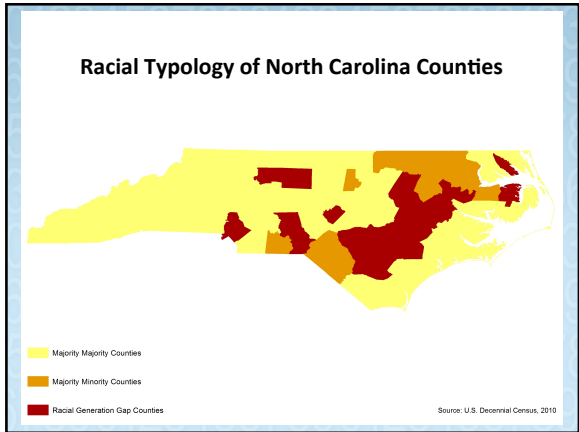 Racial Typology of North Carolina Counties
Majority Majority Counties
Majority Minority Counties
Racial Generation Gap Counties
Source: U.S. Decennial Census, 2010